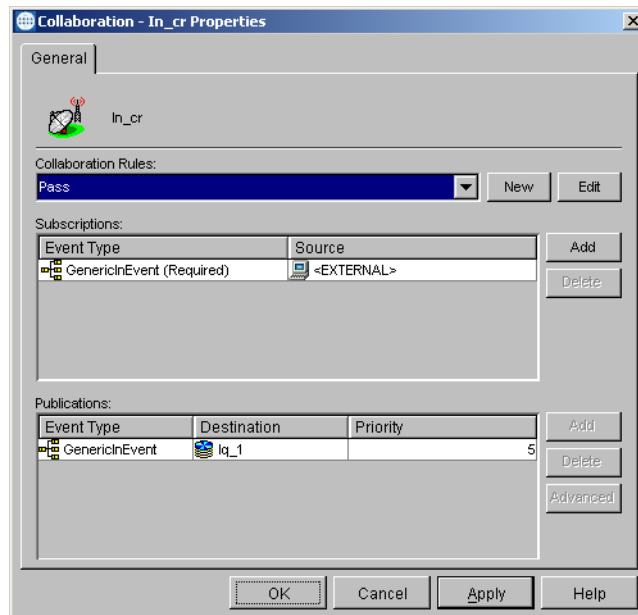 Collaboration - In_cr Properties
General
In_cr
Collaboration Rules:
Pass
New
Edit
Subscriptions:
Event Type
Source
Add
GenericInEvent (Required)
<EXTERNAL>
Delete
Publications:
Event Type
Destination
Priority
Add
GenericInEvent
Iq_1
5
Delete
Advanced
OK
Cancel
Apply
Help